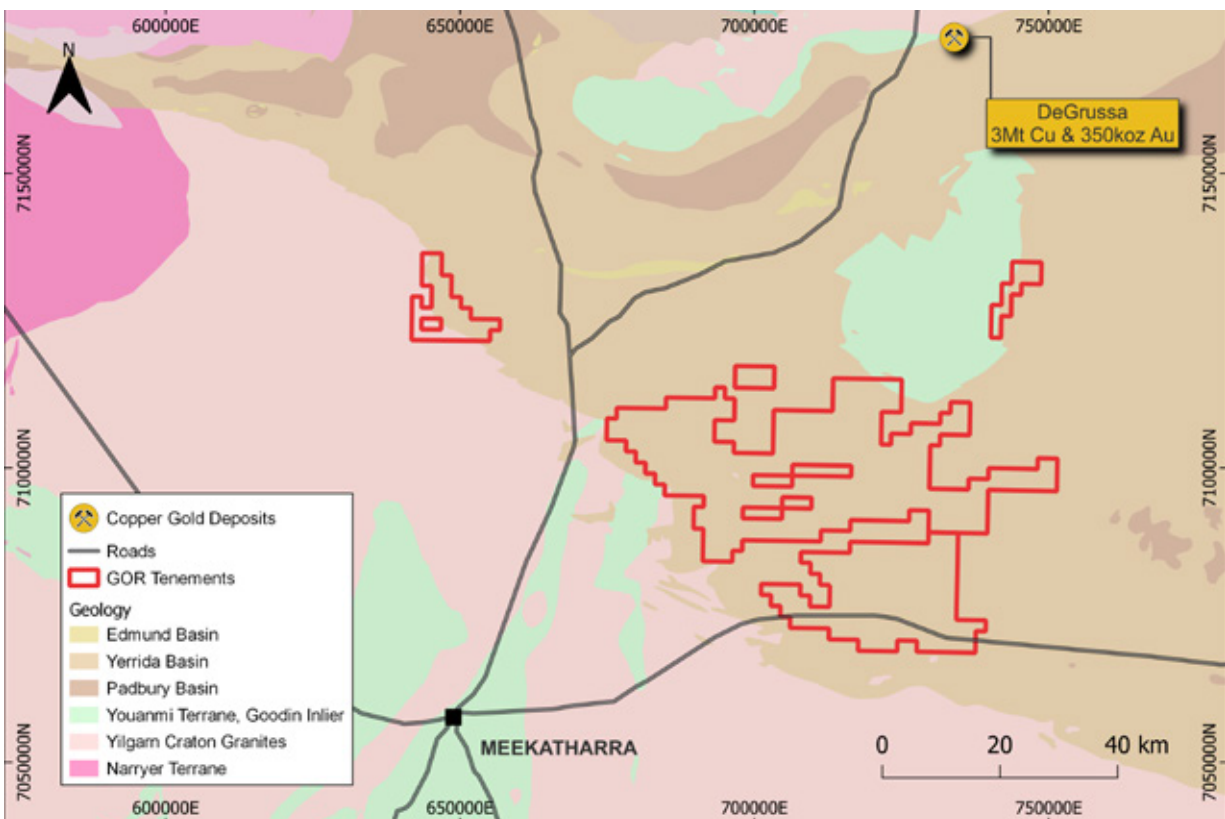 600000E
650000E
700000E
750000E
N
DeGrussa
3Mt Cu & 350koz Au
7150000N
7150000N
7100000N
7100000N
Copper Gold Deposits
Roads
GOR Tenements
Geology
Edmund Basin
Yerrida Basin
Padbury Basin
Youanmi Terrane, Goodin Inlier
Yilgarn Craton Granites
Narryer Terrane
MEEKATHARRA
0 20 40 km
7050000N
7050000N
600000E
650000E
700000E
750000E